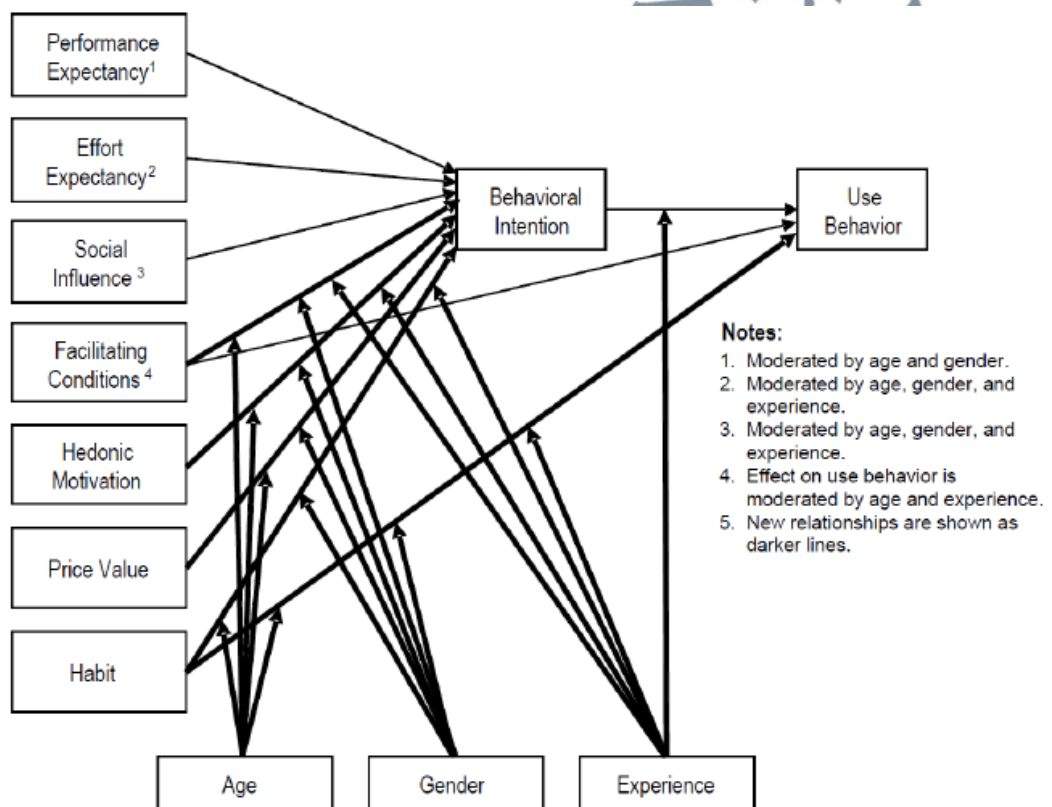 Performance
Expectancy1
Effort
Expectancy2
Social
Influence 3
Facilitating
Conditions 4
Hedonic
Motivation
Price Value
Habit
Behavioral
Intention
Use
Behavior
Notes:
1. Moderated by age and gender.
2. Moderated by age, gender, and
experience.
3. Moderated by age, gender, and
experience.
4. Effect on use behavior is
moderated by age and experience.
5. New relationships are shown as
darker lines.
Age
Gender
Experience